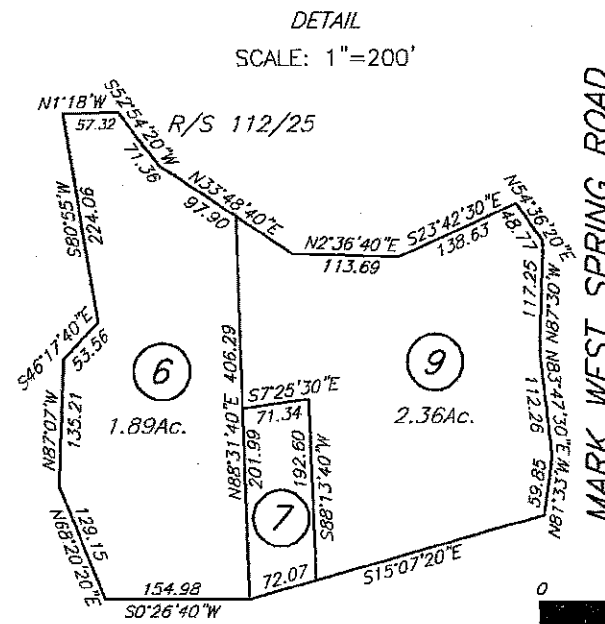 DETAIL
SCALE: 1"=200'
R/S 112/25
N1°18'W
57.32
S52°54'20"W
71.36
N33°48'40"E
97.90
N2°36'40"E
113.69
S23°42'30"E
138.63
N54°36'20"E
48.77
S80°55'W
224.06
S46°17'40"E
53.56
N87°07'W
135.21
N68°20'20"E
129.15
154.98
S0°26'40"W
6
1.89Ac.
N88°31'40"E 406.29
201.99
S7°25'30"E
71.34
192.60
S88°13'40"W
7
72.07
S15°07'20"E
9
2.36Ac.
N87°30'W
N83°47'30"E
112.26
N81°33'W
59.85
MARK WEST SPRING ROAD
0